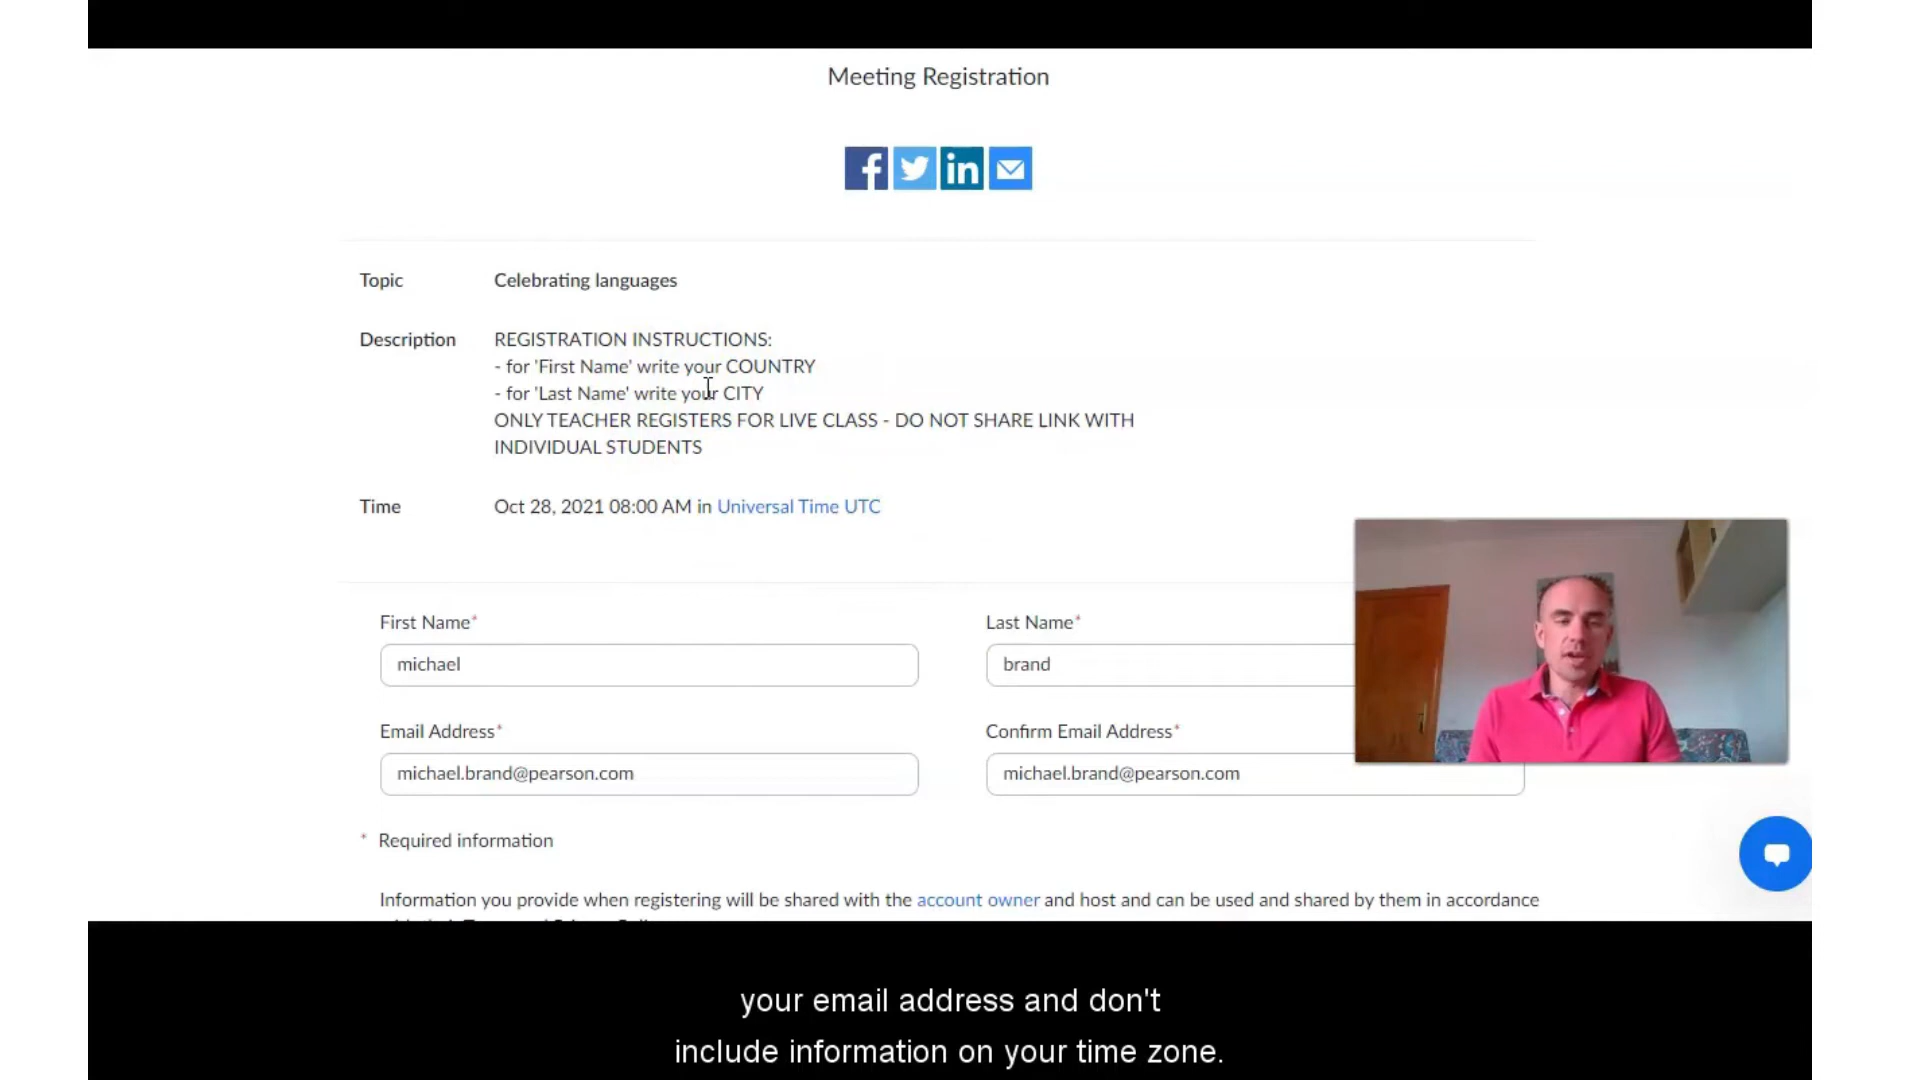 Meeting Registration
Topic Celebrating languages
Description REGISTRATION INSTRUCTIONS:
- for 'First Name' write your COUNTRY
- for 'Last Name' write your CITY
ONLY TEACHER REGISTERS FOR LIVE CLASS - DO NOT SHARE LINK WITH
INDIVIDUAL STUDENTS
Time Oct 28, 2021 08:00 AM in Universal Time UTC
First Name* Last Name*
michael brand
Email Address* Confirm Email Address*
michael.brand@pearson.com michael.brand@pearson.com
* Required information
Information you provide when registering will be shared with the account owner and host and can be used and shared by them in accordance
your email address and don't
include information on your time zone.